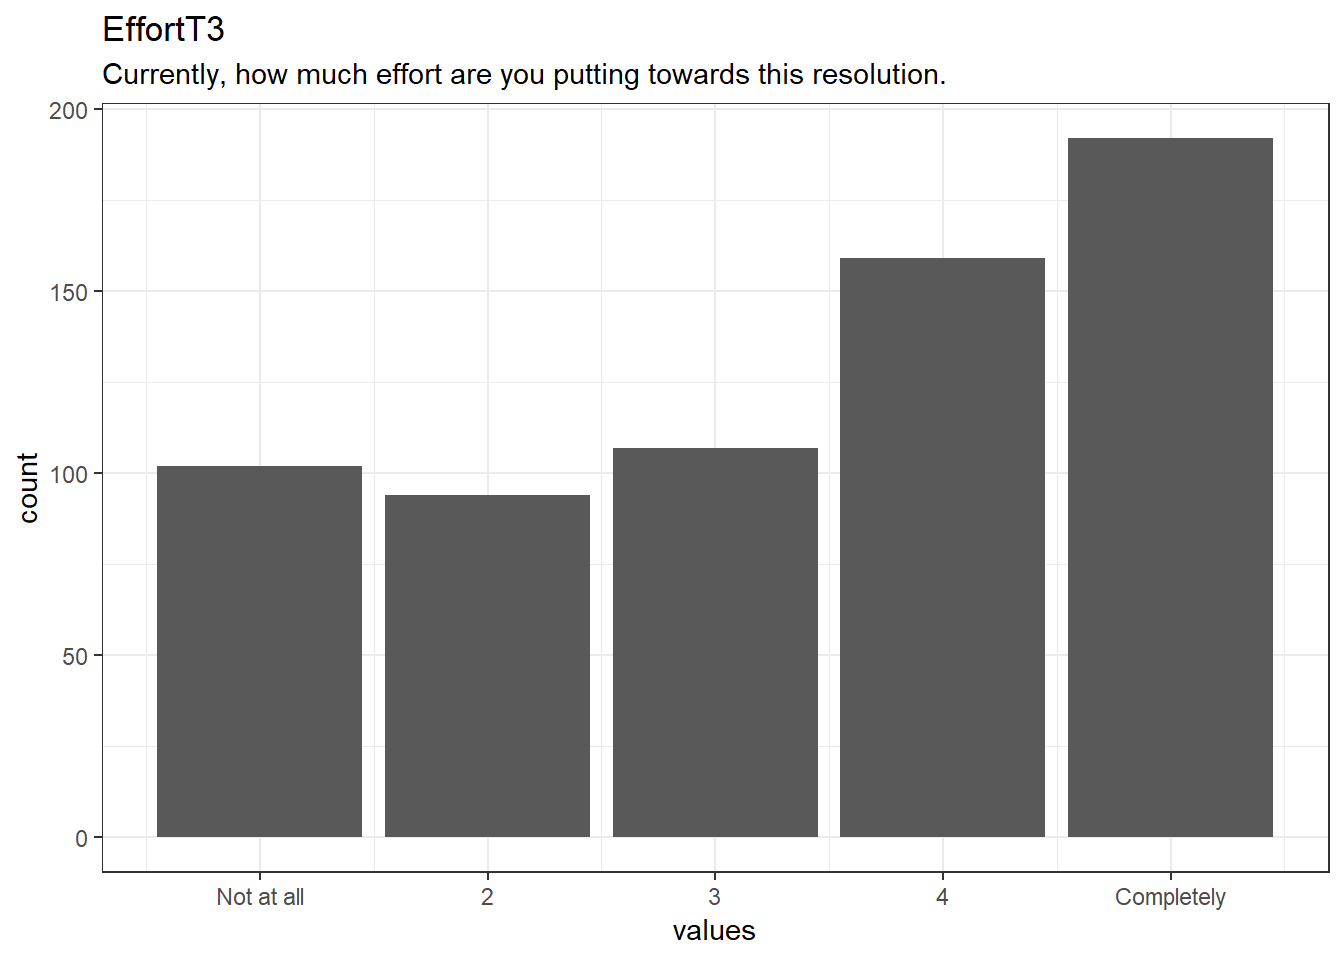 EffortT3
Currently, how much effort are you putting towards this resolution.
200
150
100
50
0
count
Not at all 2 3 4 Completely
values